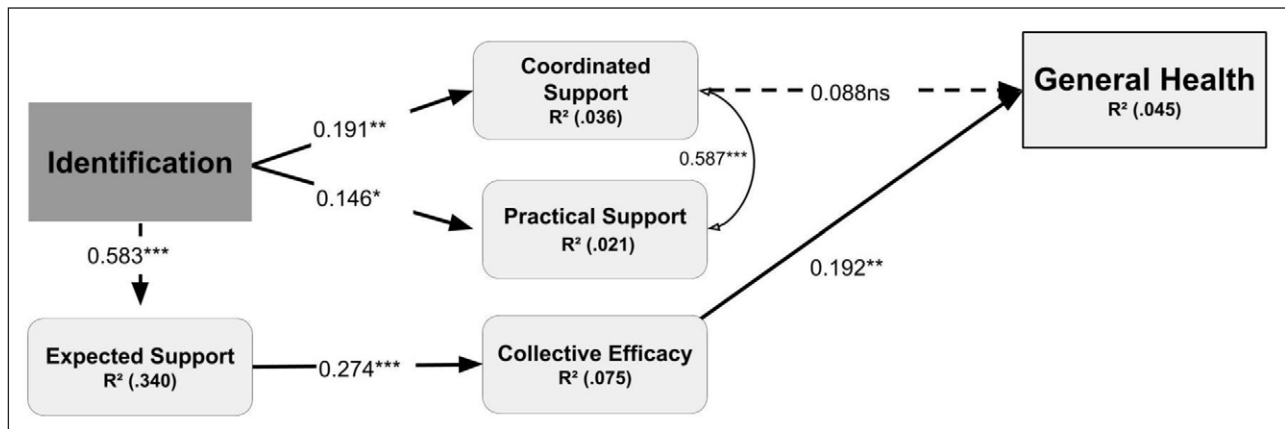 Identification
0.583***
Expected Support
R² (.340)
0.191**
0.146*
0.274***
Coordinated
Support
R² (.036)
0.587***
Practical Support
R² (.021)
Collective Efficacy
R² (.075)
0.088ns
0.192**
General Health
R² (.045)